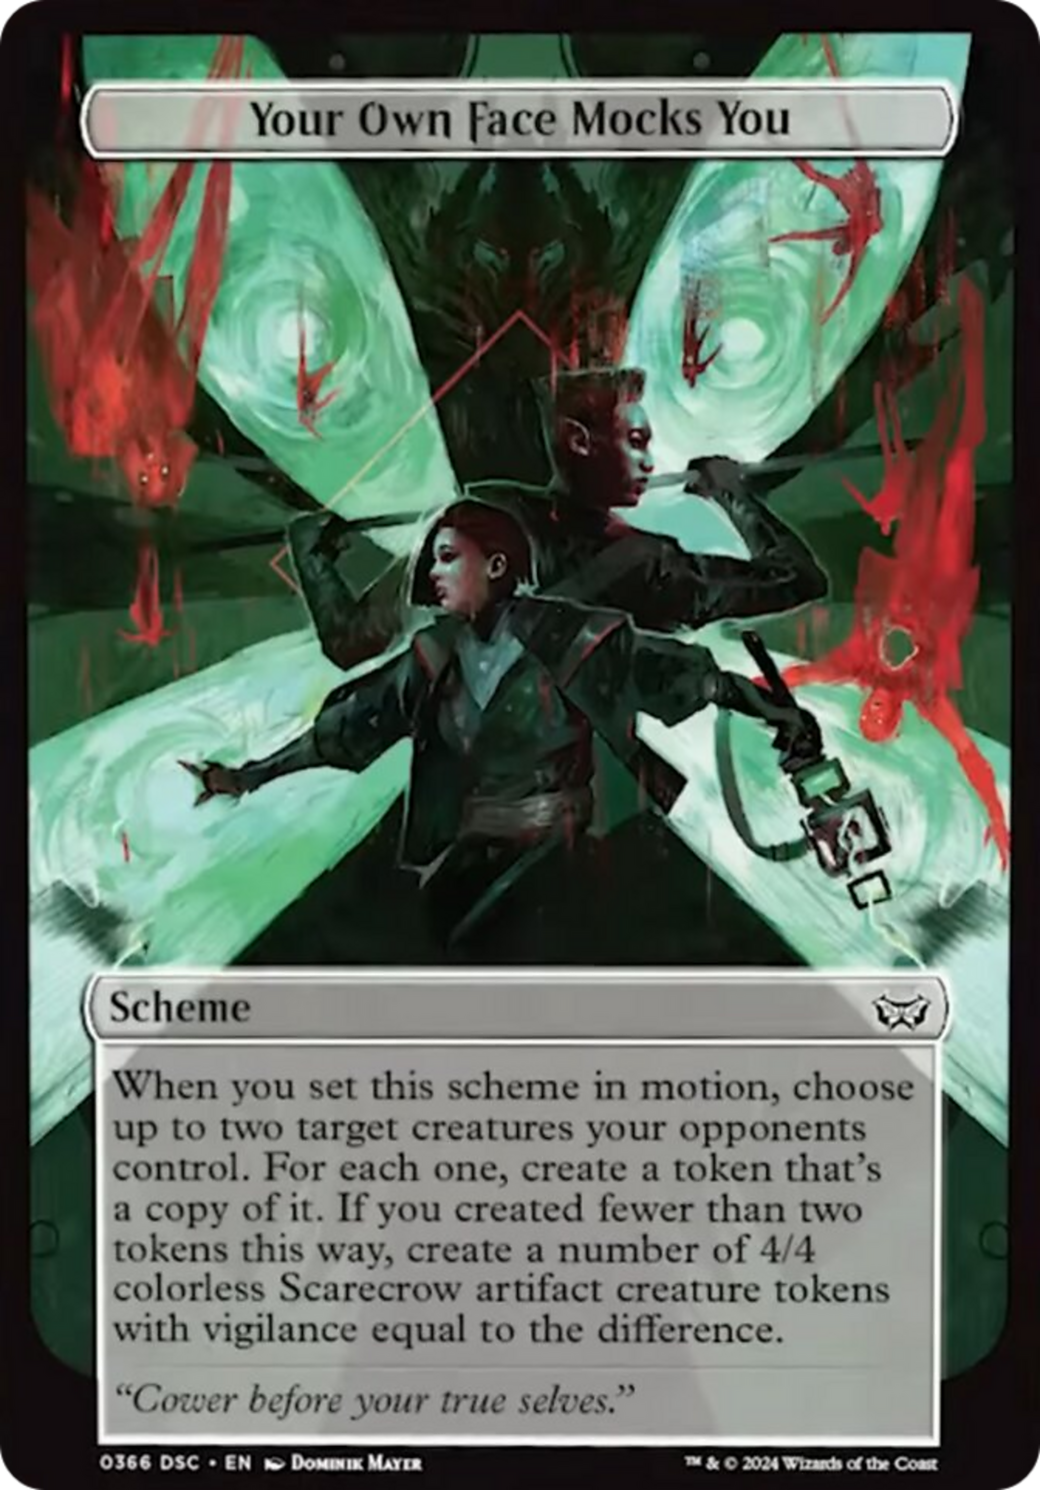 Your Own Face Mocks You
Scheme
When you set this scheme in motion, choose
up to two target creatures your opponents
control. For each one, create a token that's
a copy of it. If you created fewer than two
tokens this way, create a number of 4/4
colorless Scarecrow artifact creature tokens
with vigilance equal to the difference.
“Cower before your true selves.”
0366 DSC • EN Dominik Mayer
™ & © 2024 Wizards of the Coast